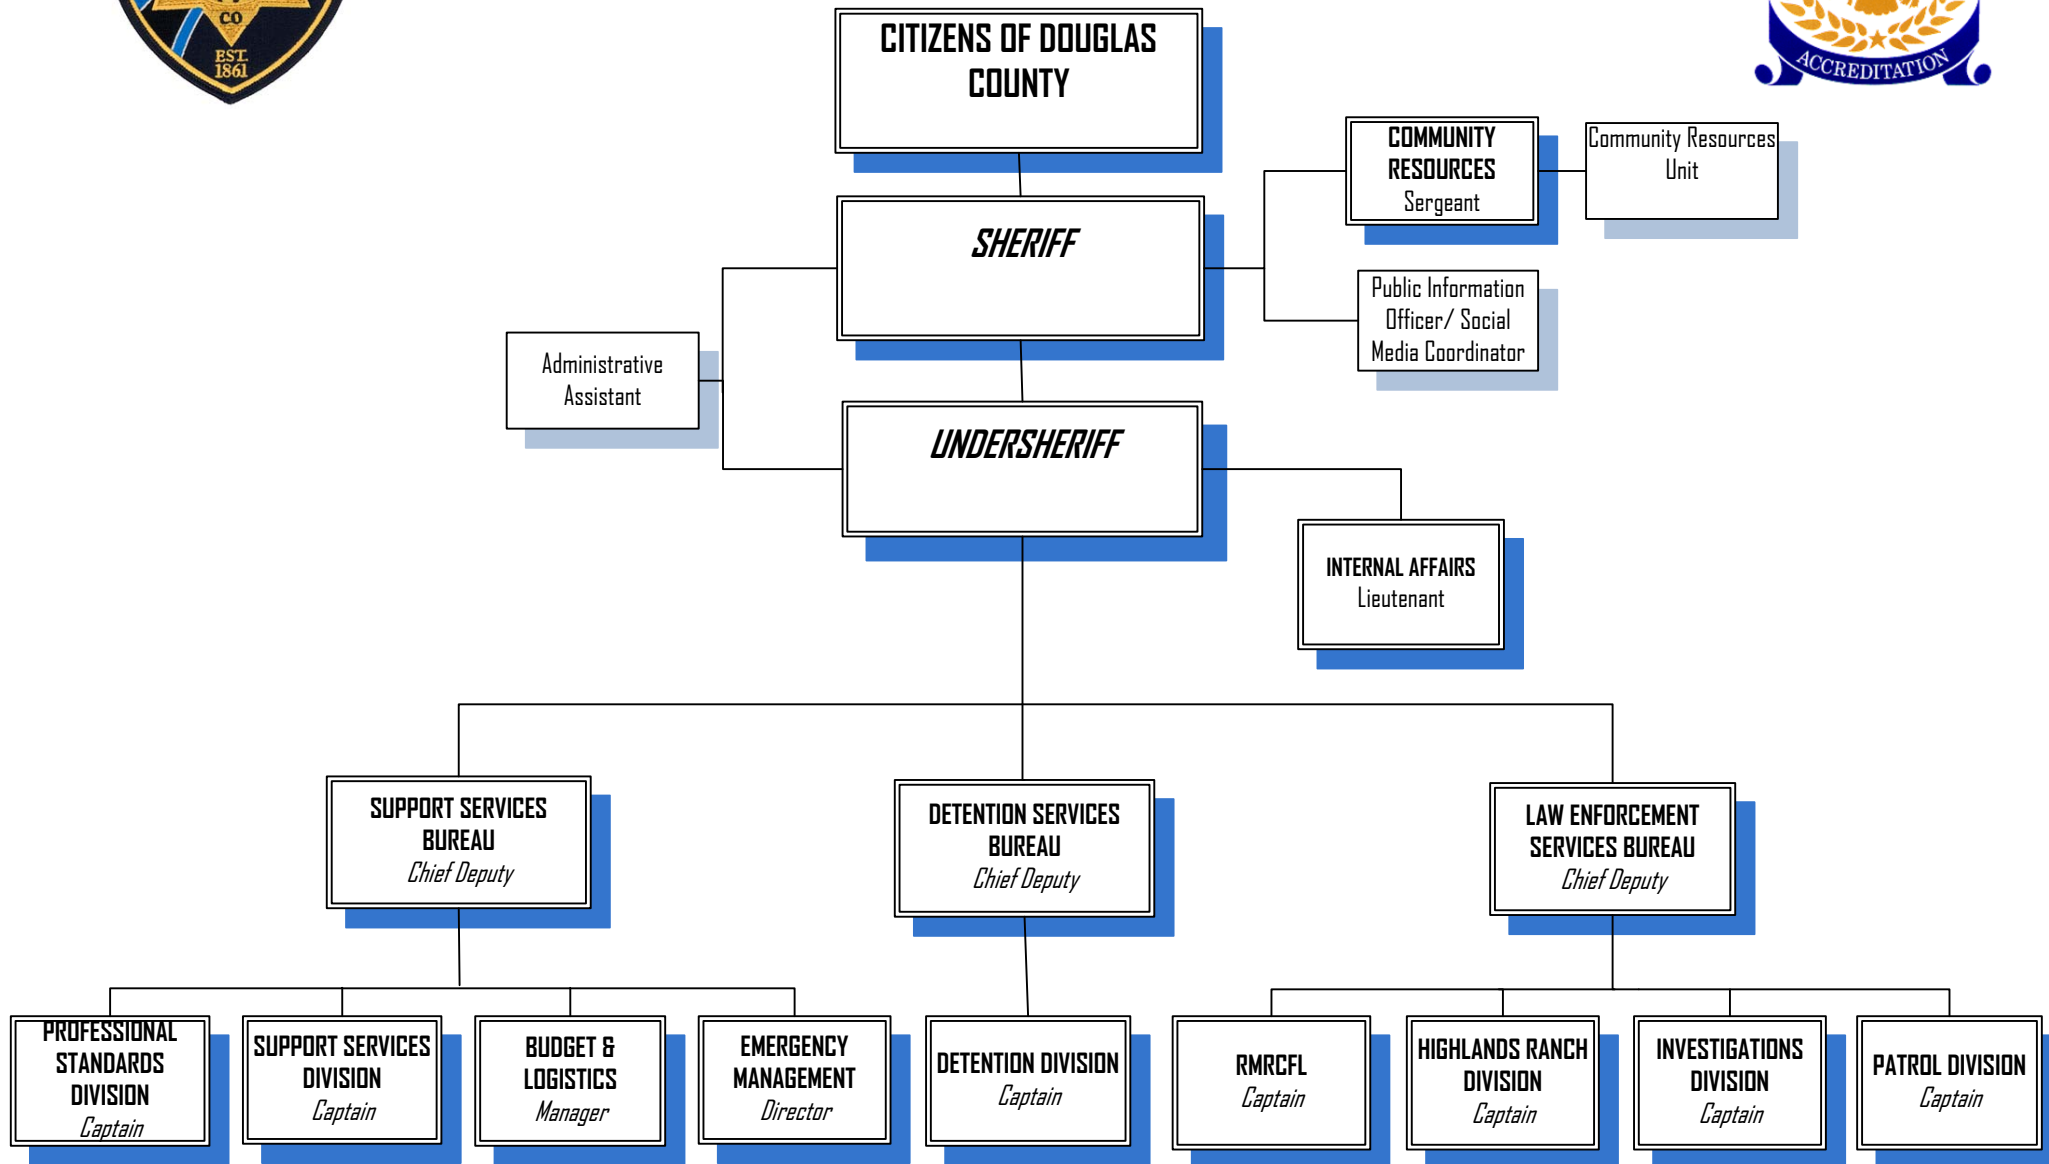 CO
EST.
1861
ACCREDITATION
CITIZENS OF DOUGLAS
COUNTY
COMMUNITY
RESOURCES
Sergeant
Community Resources
Unit
SHERIFF
Public Information
Officer/ Social
Media Coordinator
Administrative
Assistant
UNDERSHERIFF
INTERNAL AFFAIRS
Lieutenant
SUPPORT SERVICES
BUREAU
Chief Deputy
DETENTION SERVICES
BUREAU
Chief Deputy
LAW ENFORCEMENT
SERVICES BUREAU
Chief Deputy
PROFESSIONAL
STANDARDS
DIVISION
Captain
SUPPORT SERVICES
DIVISION
Captain
BUDGET &
LOGISTICS
Manager
EMERGENCY
MANAGEMENT
Director
DETENTION DIVISION
Captain
RMRCFL
Captain
HIGHLANDS RANCH
DIVISION
Captain
INVESTIGATIONS
DIVISION
Captain
PATROL DIVISION
Captain